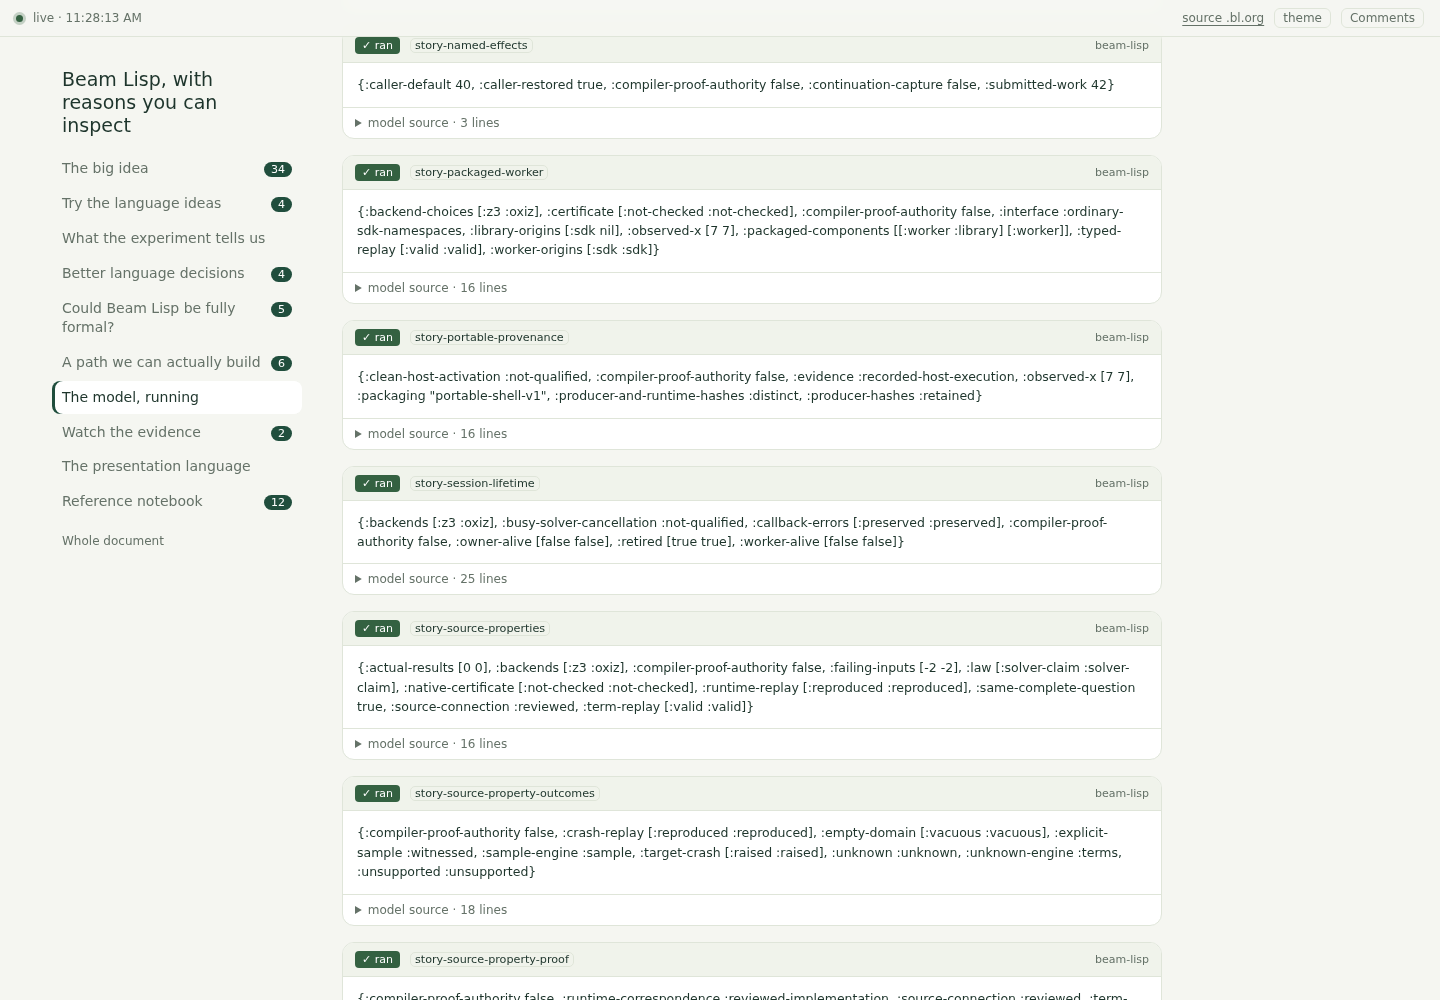 live · 11:28:13 AM
source .bl.org
theme
Comments
Beam Lisp, with
reasons you can
inspect
The big idea 34
Try the language ideas 4
What the experiment tells us
Better language decisions 4
Could Beam Lisp be fully 5
formal?
A path we can actually build 6
The model, running
Watch the evidence 2
The presentation language
Reference notebook 12
Whole document
✓ ran story-named-effects beam-lisp
{:caller-default 40, :caller-restored true, :compiler-proof-authority false, :continuation-capture false, :submitted-work 42}
▶ model source · 3 lines
✓ ran story-packaged-worker beam-lisp
{:backend-choices [:z3 :oxiz], :certificate [:not-checked :not-checked], :compiler-proof-authority false, :interface :ordinary-
sdk-namespaces, :library-origins [:sdk nil], :observed-x [7 7], :packaged-components [[:worker :library] [:worker]], :typed-
replay [:valid :valid], :worker-origins [:sdk :sdk]}
▶ model source · 16 lines
✓ ran story-portable-provenance beam-lisp
{:clean-host-activation :not-qualified, :compiler-proof-authority false, :evidence :recorded-host-execution, :observed-x [7 7],
:packaging "portable-shell-v1", :producer-and-runtime-hashes :distinct, :producer-hashes :retained}
▶ model source · 16 lines
✓ ran story-session-lifetime beam-lisp
{:backends [:z3 :oxiz], :busy-solver-cancellation :not-qualified, :callback-errors [:preserved :preserved], :compiler-proof-
authority false, :owner-alive [false false], :retired [true true], :worker-alive [false false]}
▶ model source · 25 lines
✓ ran story-source-properties beam-lisp
{:actual-results [0 0], :backends [:z3 :oxiz], :compiler-proof-authority false, :failing-inputs [-2 -2], :law [:solver-claim :solver-
claim], :native-certificate [:not-checked :not-checked], :runtime-replay [:reproduced :reproduced], :same-complete-question
true, :source-connection :reviewed, :term-replay [:valid :valid]}
▶ model source · 16 lines
✓ ran story-source-property-outcomes beam-lisp
{:compiler-proof-authority false, :crash-replay [:reproduced :reproduced], :empty-domain [:vacuous :vacuous], :explicit-
sample :witnessed, :sample-engine :sample, :target-crash [:raised :raised], :unknown :unknown, :unknown-engine :terms,
:unsupported :unsupported}
▶ model source · 18 lines
✓ ran story-source-property-proof beam-lisp
{:compiler-proof-authority false, :runtime-correspondence :reviewed-implementation, :source-connection :reviewed, :term-